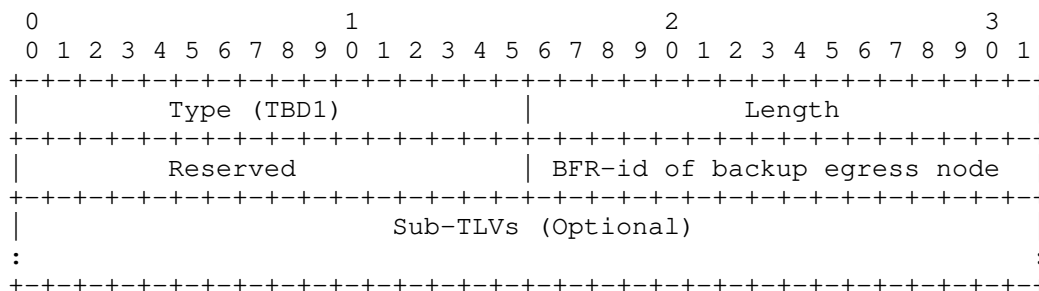 0                   1                   2                   3
 0 1 2 3 4 5 6 7 8 9 0 1 2 3 4 5 6 7 8 9 0 1 2 3 4 5 6 7 8 9 0 1
+-+-+-+-+-+-+-+-+-+-+-+-+-+-+-+-+-+-+-+-+-+-+-+-+-+-+-+-+-+-+-+--
|         Type (TBD1)           |             Length
+-+-+-+-+-+-+-+-+-+-+-+-+-+-+-+-+-+-+-+-+-+-+-+-+-+-+-+-+-+-+-+--
|         Reserved              | BFR-id of backup egress node
+-+-+-+-+-+-+-+-+-+-+-+-+-+-+-+-+-+-+-+-+-+-+-+-+-+-+-+-+-+-+-+--
|                       Sub-TLVs (Optional)
:                                                               :
+-+-+-+-+-+-+-+-+-+-+-+-+-+-+-+-+-+-+-+-+-+-+-+-+-+-+-+-+-+-+-+--